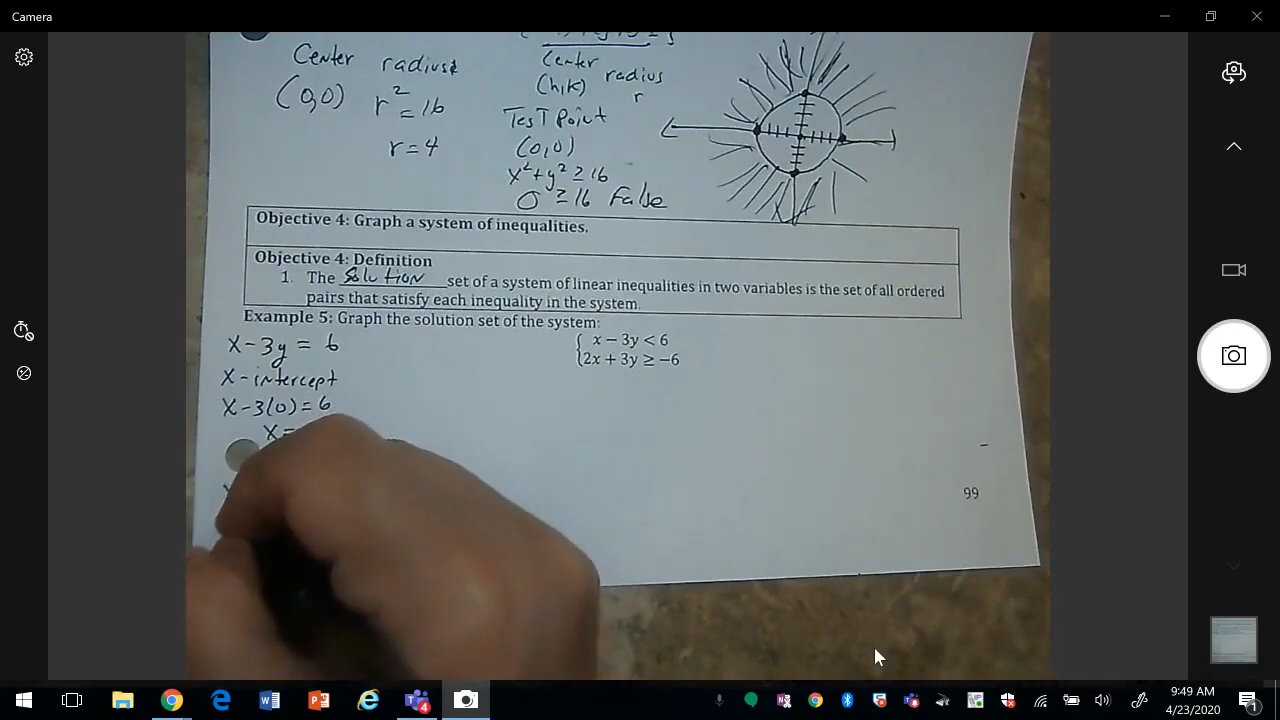 Camera
Center radius
(0,0) r² = 16
r = 4
Center
(h,k) radius
r
Test Point
(0,0)
x² + y² ≥ 16
0 ≥ 16 False
Objective 4: Graph a system of inequalities.
Objective 4: Definition
1. The Solution set of a system of linear inequalities in two variables is the set of all ordered
pairs that satisfy each inequality in the system.
Example 5: Graph the solution set of the system:
x − 3y < 6
2x + 3y ≥ −6
x - 3y = 6
x - intercept
x - 3(0) = 6
x =
99
4
9:49 AM
4/23/2020
1